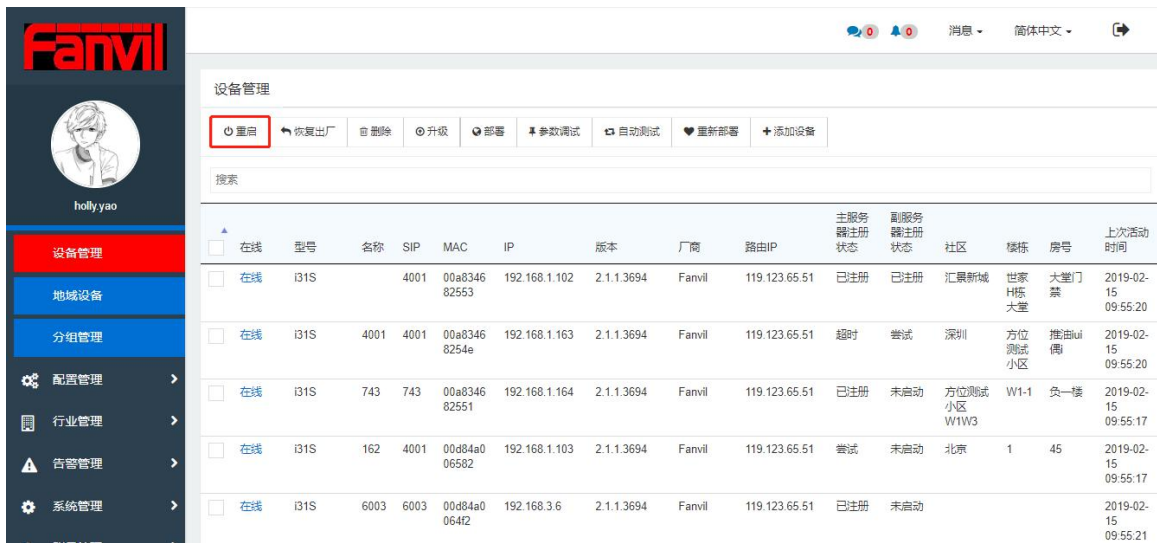 Fanvil
0 0 消息 简体中文
设备管理
重启 恢复出厂 删除 升级 部署 参数调试 自动测试 重新部署 添加设备
搜索
holly.yao
设备管理
地域设备
分组管理
配置管理
行业管理
告警管理
系统管理
在线 型号 名称 SIP MAC IP 版本 厂商 路由IP 主服务器注册状态 副服务器注册状态 社区 楼栋 房号 上次活动时间
在线 i31S 4001 00a834682553 192.168.1.102 2.1.1.3694 Fanvil 119.123.65.51 已注册 已注册 汇景新城 世家H栋大堂 大堂门禁 2019-02-15 09:55:20
在线 i31S 4001 4001 00a83468254e 192.168.1.163 2.1.1.3694 Fanvil 119.123.65.51 超时 尝试 深圳 方位测试小区 推油iui偶 2019-02-15 09:55:20
在线 i31S 743 743 00a834682551 192.168.1.164 2.1.1.3694 Fanvil 119.123.65.51 已注册 未启动 方位测试小区W1W3 W1-1 负一楼 2019-02-15 09:55:17
在线 i31S 162 4001 00d84a006582 192.168.1.103 2.1.1.3694 Fanvil 119.123.65.51 尝试 未启动 北京 1 45 2019-02-15 09:55:17
在线 i31S 6003 6003 00d84a0064f2 192.168.3.6 2.1.1.3694 Fanvil 119.123.65.51 已注册 未启动 2019-02-15 09:55:21